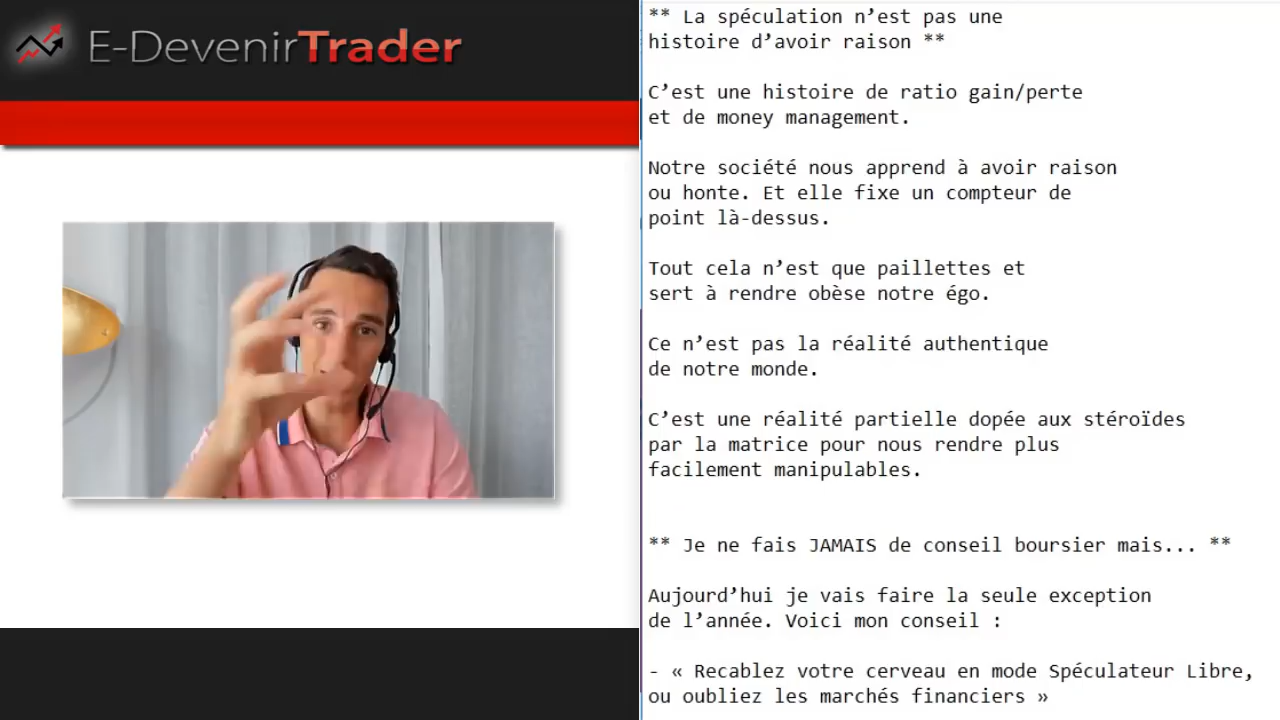 E-DevenirTrader
** La spéculation n’est pas une
histoire d’avoir raison **
C’est une histoire de ratio gain/perte
et de money management.
Notre société nous apprend à avoir raison
ou honte. Et elle fixe un compteur de
point là-dessus.
Tout cela n’est que paillettes et
sert à rendre obèse notre égo.
Ce n’est pas la réalité authentique
de notre monde.
C’est une réalité partielle dopée aux stéroïdes
par la matrice pour nous rendre plus
facilement manipulables.
** Je ne fais JAMAIS de conseil boursier mais... **
Aujourd’hui je vais faire la seule exception
de l’année. Voici mon conseil :
- « Recablez votre cerveau en mode Spéculateur Libre,
ou oubliez les marchés financiers »